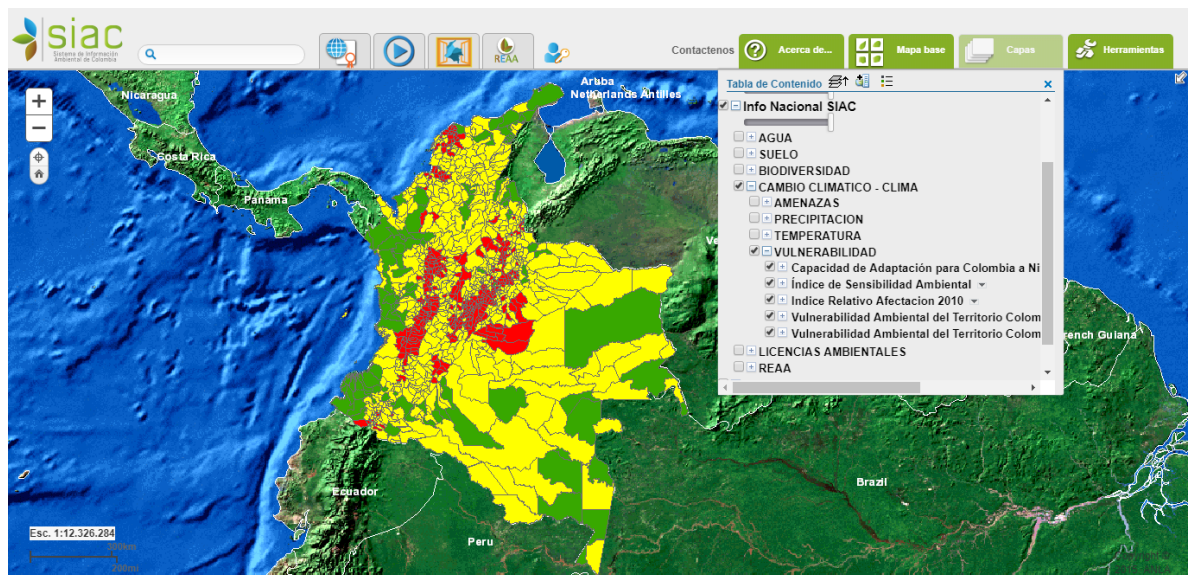 siac
Sistema de Información
Ambiental de Colombia
REAA
Contactenos
Acerca de...
Mapa base
Capas
Herramientas
Tabla de Contenido
Info Nacional SIAC
AGUA
SUELO
BIODIVERSIDAD
CAMBIO CLIMATICO - CLIMA
AMENAZAS
PRECIPITACION
TEMPERATURA
VULNERABILIDAD
Capacidad de Adaptación para Colombia a Ni
Índice de Sensibilidad Ambiental
Indice Relativo Afectacion 2010
Vulnerabilidad Ambiental del Territorio Colom
Vulnerabilidad Ambiental del Territorio Colom
LICENCIAS AMBIENTALES
REAA
Aruba
Netherlands Antilles
Nicaragua
Costa Rica
Panama
Ve
rench Guiana
Brazil
Ecuador
Peru
Esc. 1:12.326.284
300km
200mi